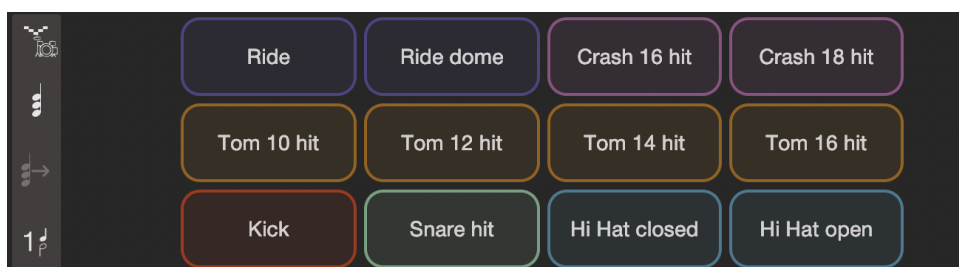 Ride
Ride dome
Crash 16 hit
Crash 18 hit
Tom 10 hit
Tom 12 hit
Tom 14 hit
Tom 16 hit
Kick
Snare hit
Hi Hat closed
Hi Hat open
1